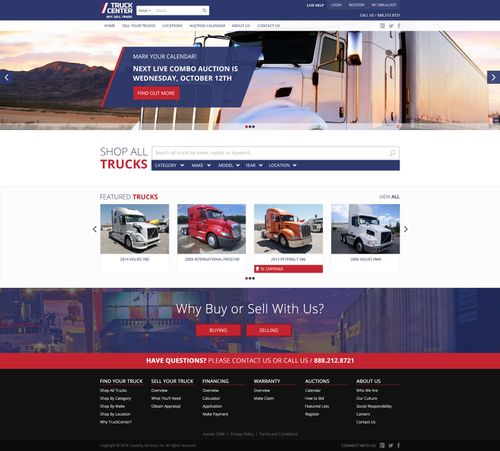 TRUCK CENTER
BUY. SELL. TRADE.
LIVE HELP LOGIN REGISTER MY SIMULCAST
CALL US / 888.212.8721
ABOUT US SELL YOUR TRUCK LOCATIONS AUCTION CALENDAR ABOUT US CONTACT US
MARK YOUR CALENDAR!
NEXT LIVE COMBO AUCTION IS
WEDNESDAY, OCTOBER 12TH
FIND OUT MORE
SHOP ALL
TRUCKS
Search all trucks by make, model, or keyword...
CATEGORY MAKE MODEL YEAR LOCATION
FEATURED TRUCKS
VIEW ALL
2014 VOLVO 780
2009 INTERNATIONAL PROSTAR
2013 PETERBILT 386
2006 VOLVO VNM
TC CERTIFIED
Why Buy or Sell With Us?
BUYING
SELLING
HAVE QUESTIONS? PLEASE CONTACT US OR CALL US / 888.212.8721
FIND YOUR TRUCK
Shop All Trucks
Shop By Category
Shop By Make
Shop by Location
Why TruckCenter?
SELL YOUR TRUCK
Overview
What You'll Need
Obtain Appraisal
FINANCING
Overview
Calculator
Application
Make Payment
WARRANTY
Overview
Make Claim
AUCTIONS
Calendar
How to Bid
Featured Lots
Register
ABOUT US
Who We Are
Our Culture
Social Responsibility
Careers
Contact Us
Access CAW! / Privacy Policy / Terms and Conditions
Copyright © 2016 Liquidity Services, Inc. All rights reserved.
CONNECT WITH US